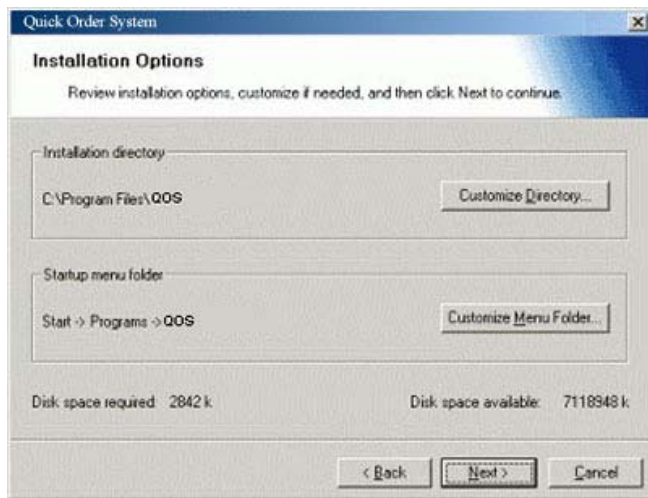 Quick Order System
Installation Options
Review installation options, customize if needed, and then click Next to continue.
Installation directory
C:\Program Files\QOS
Customize Directory...
Startup menu folder
Start -> Programs -> QOS
Customize Menu Folder...
Disk space required: 2842 k
Disk space available: 7118948 k
< Back
Next >
Cancel